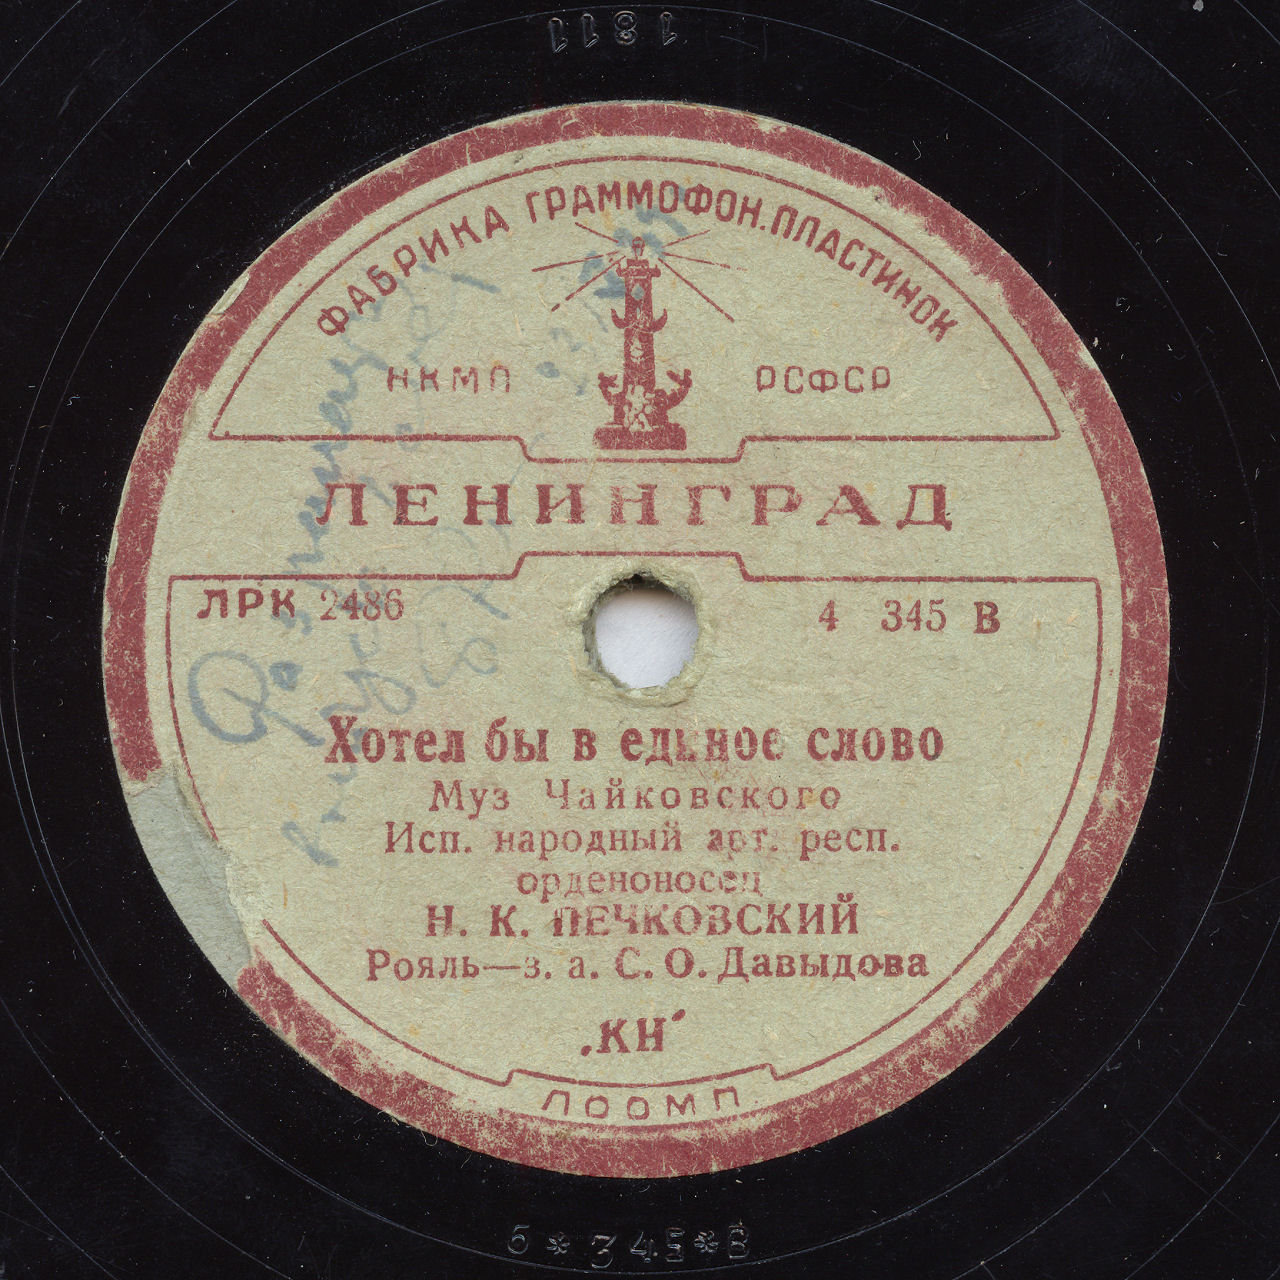 1811
ФАБРИКА ГРАММОФОН.ПЛАСТИНОК
НКМП РСФСР
ЛЕНИНГРАД
ЛРК 2486 4 345 В
Хотел бы в единое слово
Муз Чайковского
Исп. народный арт. респ.
орденоносец
Н. К. ПЕЧКОВСКИЙ
Рояль—з. а. С. О. Давыдова
„КН"
ЛООМП
6*345*В